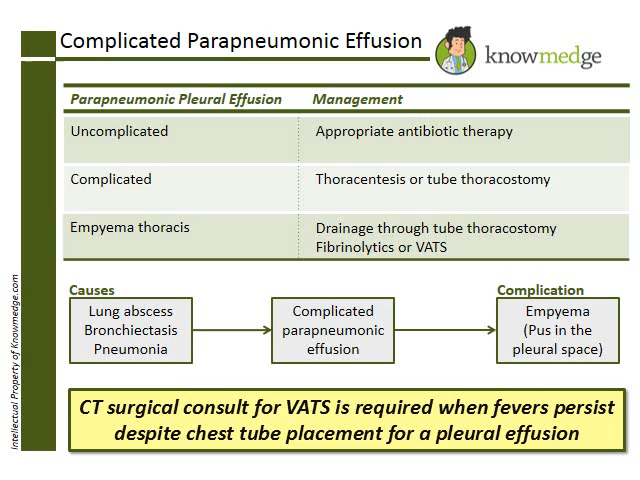 Complicated Parapneumonic Effusion
knowmedge
Parapneumonic Pleural Effusion Management
Uncomplicated Appropriate antibiotic therapy
Complicated Thoracentesis or tube thoracostomy
Empyema thoracis Drainage through tube thoracostomy
Fibrinolytics or VATS
Causes
Lung abscess
Bronchiectasis
Pneumonia
Complicated
parapneumonic
effusion
Complication
Empyema
(Pus in the
pleural space)
CT surgical consult for VATS is required when fevers persist
despite chest tube placement for a pleural effusion
Intellectual Property of Knowmedge.com